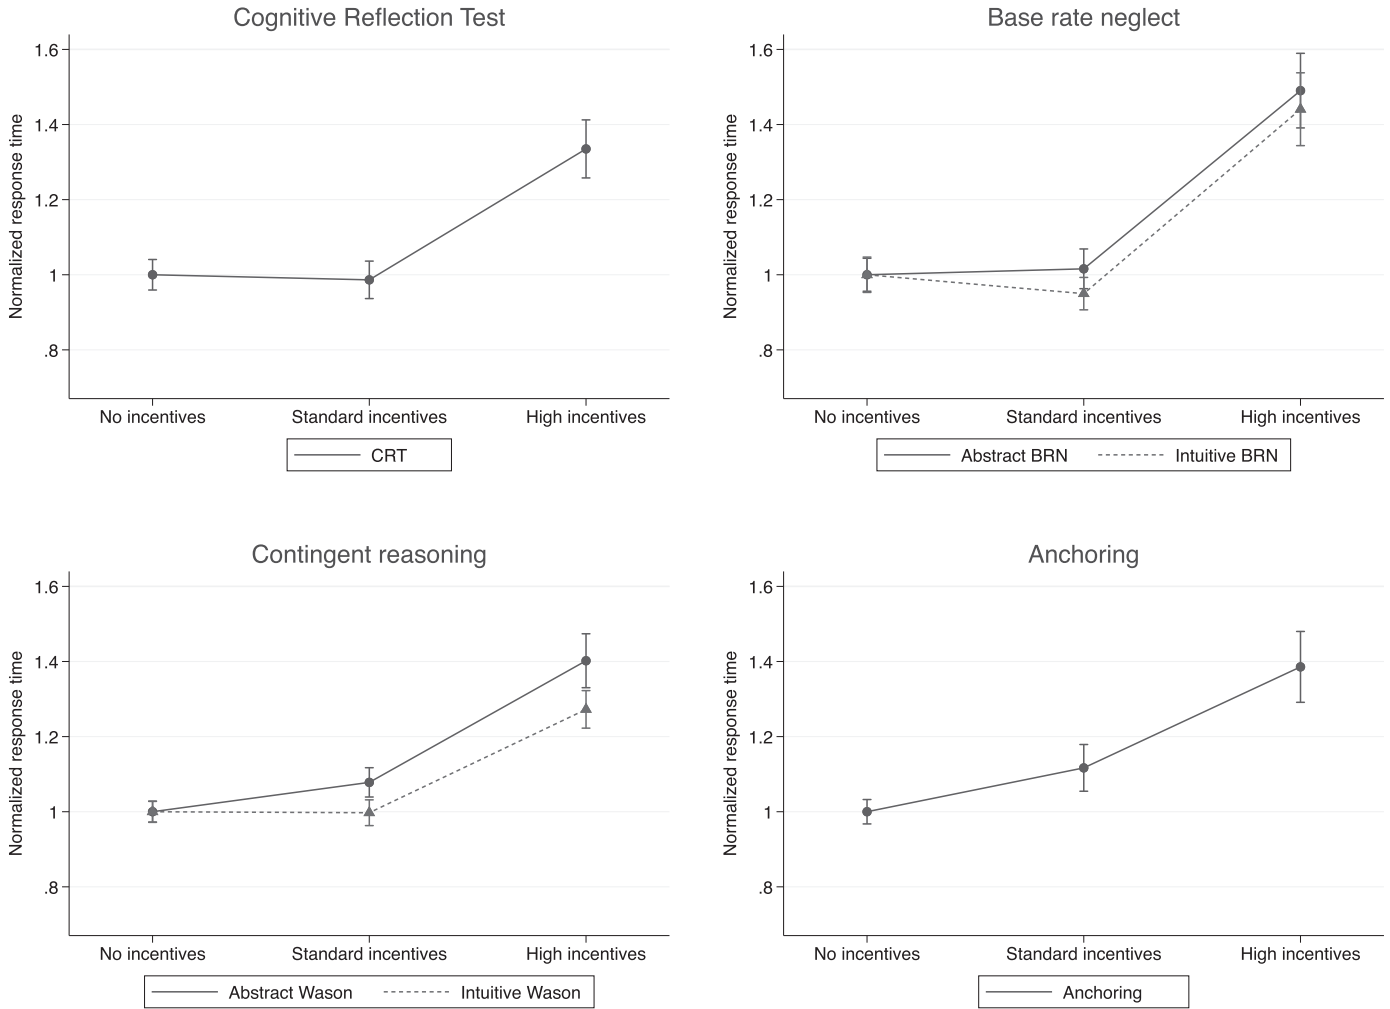 Cognitive Reflection Test
Normalized response time
1.6
1.4
1.2
1
.8
No incentives Standard incentives High incentives
CRT
Base rate neglect
Normalized response time
1.6
1.4
1.2
1
.8
No incentives Standard incentives High incentives
Abstract BRN Intuitive BRN
Contingent reasoning
Normalized response time
1.6
1.4
1.2
1
.8
No incentives Standard incentives High incentives
Abstract Wason Intuitive Wason
Anchoring
Normalized response time
1.6
1.4
1.2
1
.8
No incentives Standard incentives High incentives
Anchoring